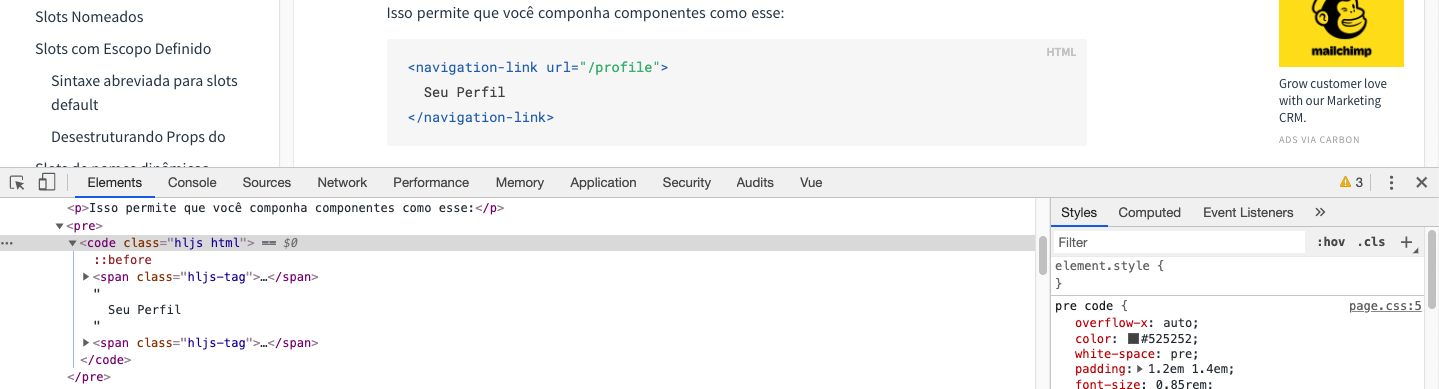 Slots Nomeados
Slots com Escopo Definido
Sintaxe abreviada para slots
default
Desestruturando Props do
Slots de nomes dinâmicos
Isso permite que você componha componentes como esse:
HTML
<navigation-link url="/profile">
Seu Perfil
</navigation-link>
mailchimp
Grow customer love
with our Marketing
CRM.
ADS VIA CARBON
Elements Console Sources Network Performance Memory Application Security Audits Vue 3
<p>Isso permite que você componha componentes como esse:</p>
▼<pre>
… ▼<code class="hljs html"> == $0
::before
▶<span class="hljs-tag">…</span>
"
Seu Perfil
"
▶<span class="hljs-tag">…</span>
</code>
</pre>
Styles Computed Event Listeners »
Filter :hov .cls +
element.style {
}
pre code { page.css:5
overflow-x: auto;
color: #525252;
white-space: pre;
padding: ▶ 1.2em 1.4em;
font-size: 0.85rem;